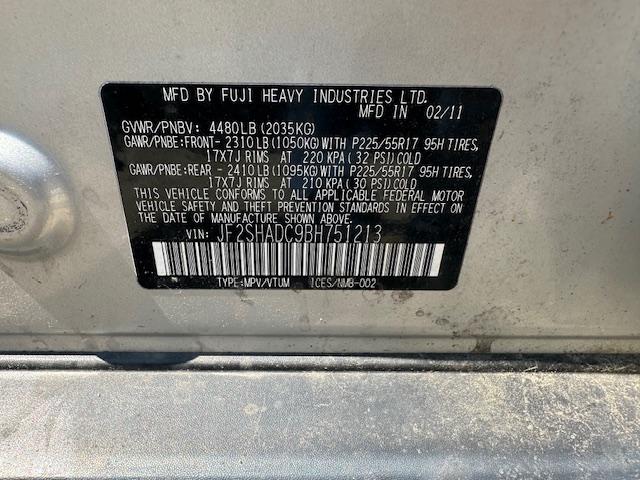 MFD BY FUJI HEAVY INDUSTRIES LTD.
MFD IN 02/11
GVWR/PNBV: 4480LB(2035KG)
GAWR/PNBE:FRONT- 2310LB(1050KG)WITH P225/55R17 95H TIRES,
17X7J RIMS AT 220 KPA(32 PSI)COLD
GAWR/PNBE:REAR - 2410LB(1095KG)WITH P225/55R17 95H TIRES,
17X7J RIMS AT 210 KPA(30 PSI)COLD
THIS VEHICLE CONFORMS TO ALL APPLICABLE FEDERAL MOTOR
VEHICLE SAFETY AND THEFT PREVENTION STANDARDS IN EFFECT ON
THE DATE OF MANUFACTURE SHOWN ABOVE.
VIN: JF2SHADC9BH751213
TYPE:MPV/VTUM ICES/NMB-002